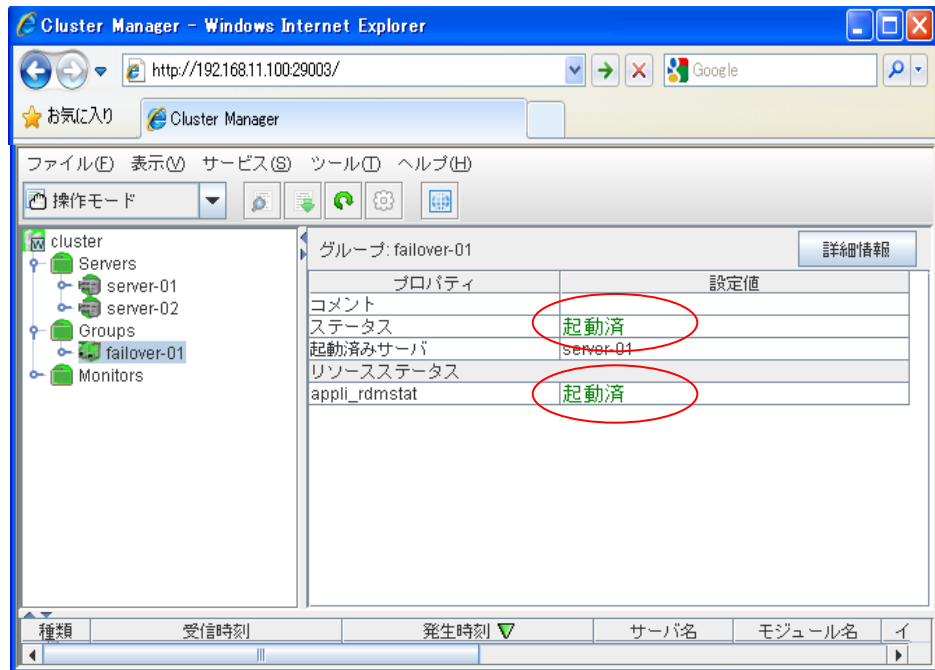 Cluster Manager - Windows Internet Explorer
http://192.168.11.100:29003/
Google
お気に入り
Cluster Manager
ファイル(F) 表示(V) サービス(S) ツール(T) ヘルプ(H)
操作モード
cluster
Servers
server-01
server-02
Groups
failover-01
Monitors
グループ: failover-01
詳細情報
プロパティ 設定値
コメント
ステータス 起動済
起動済みサーバ server-01
リソースステータス
appli_rdmstat 起動済
種類 受信時刻 発生時刻 サーバ名 モジュール名 イ